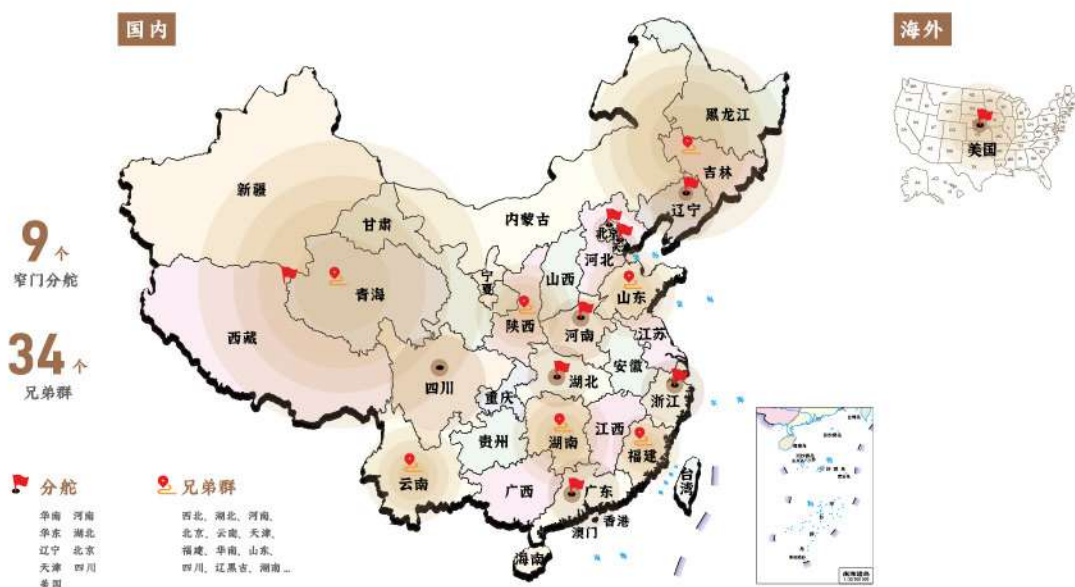 国内
海外
黑龙江
吉林
辽宁
美国
新疆
甘肃
内蒙古
北京
9个
窄门分舵
宁夏
山西
河北
山东
青海
陕西
河南
江苏
西藏
34个
兄弟群
四川
重庆
湖北
安徽
浙江
贵州
湖南
江西
福建
云南
广西
广东
台湾
香港
澳门
海南
分舵
华南 河南
华东 湖北
辽宁 北京
天津 四川
美国
兄弟群
西北、湖北、河南、
北京、云南、天津、
福建、华南、山东、
四川、辽黑吉、湖南...
南海诸岛